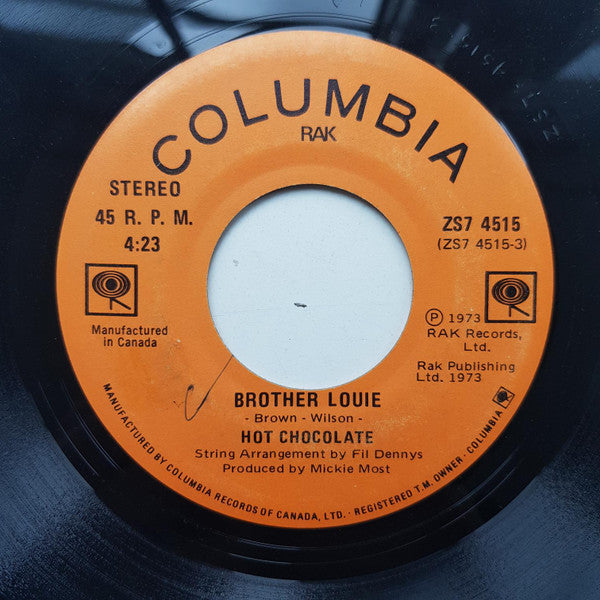 COLUMBIA
RAK
STEREO
45 R. P. M.
4:23
ZS7 4515
(ZS7 4515-3)
Manufactured
in Canada
Ⓟ 1973
RAK Records,
Ltd.
Rak Publishing
Ltd. 1973
BROTHER LOUIE
- Brown - Wilson -
HOT CHOCOLATE
String Arrangement by Fil Dennys
Produced by Mickie Most
MANUFACTURED BY COLUMBIA RECORDS OF CANADA, LTD. · REGISTERED T.M. OWNER · COLUMBIA